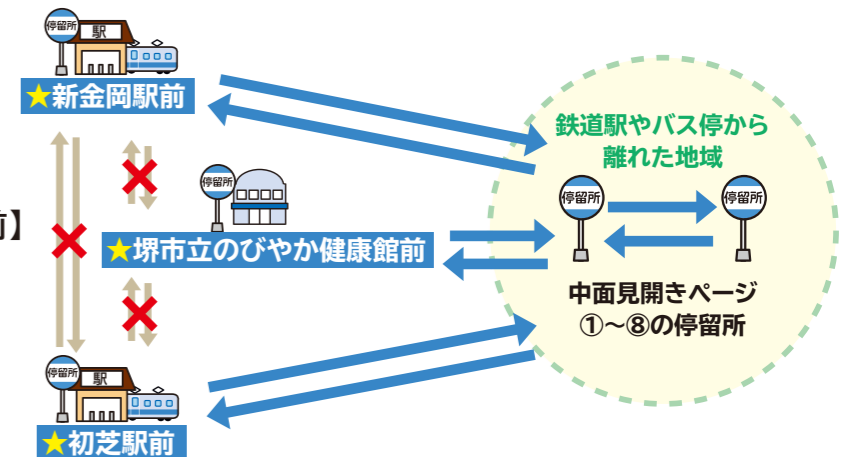 停留所
駅
★新金岡駅前
鉄道駅やバス停から
離れた地域
停留所
停留所
停留所
前】
★堺市立のびやか健康館前
中面見開きページ
①〜⑧の停留所
停留所
駅
★初芝駅前